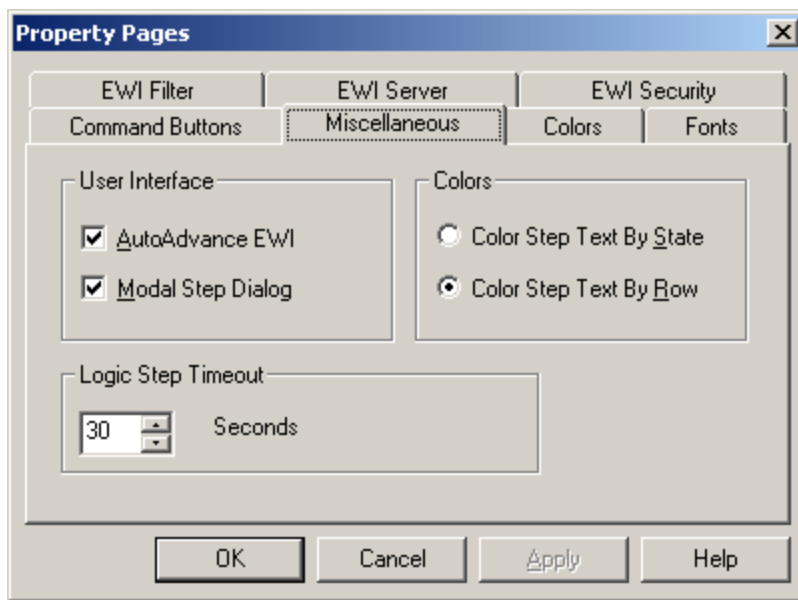 Property Pages
EWI Filter EWI Server EWI Security
Command Buttons Miscellaneous Colors Fonts
User Interface Colors
AutoAdvance EWI Color Step Text By State
Modal Step Dialog Color Step Text By Row
Logic Step Timeout
30 Seconds
OK Cancel Apply Help